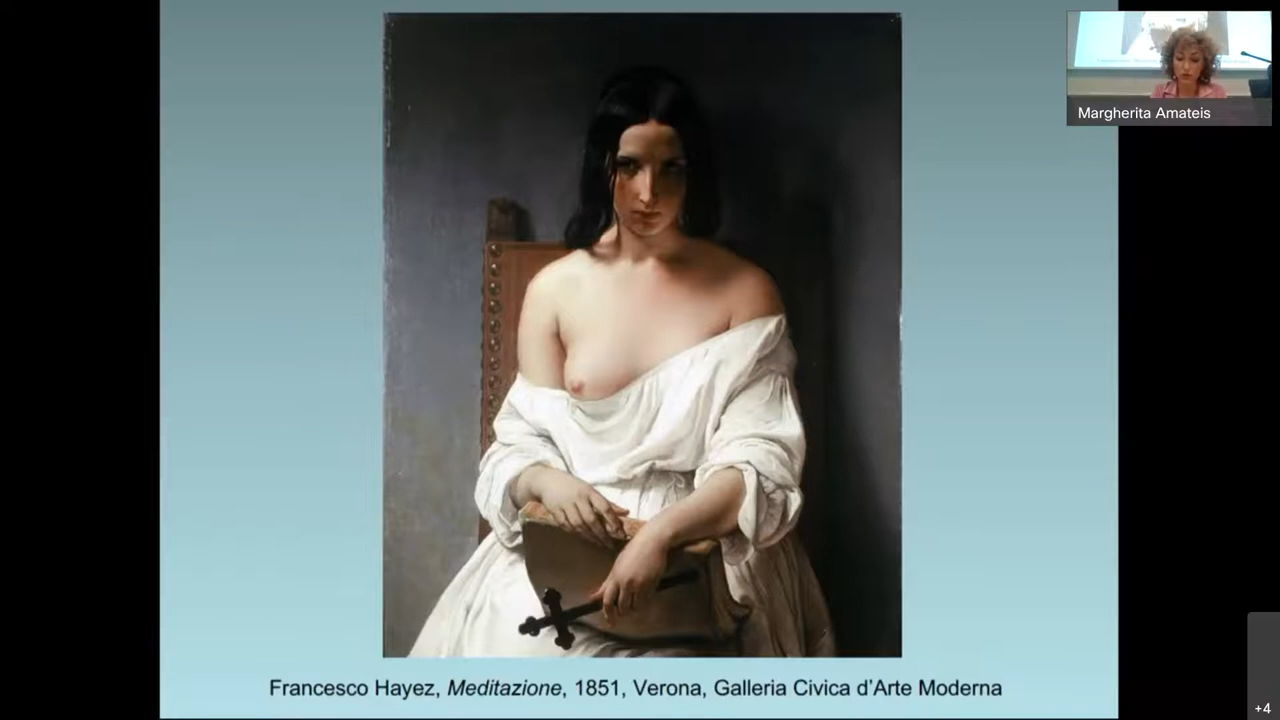 Margherita Amateis
Francesco Hayez, Meditazione, 1851, Verona, Galleria Civica d'Arte Moderna
+4